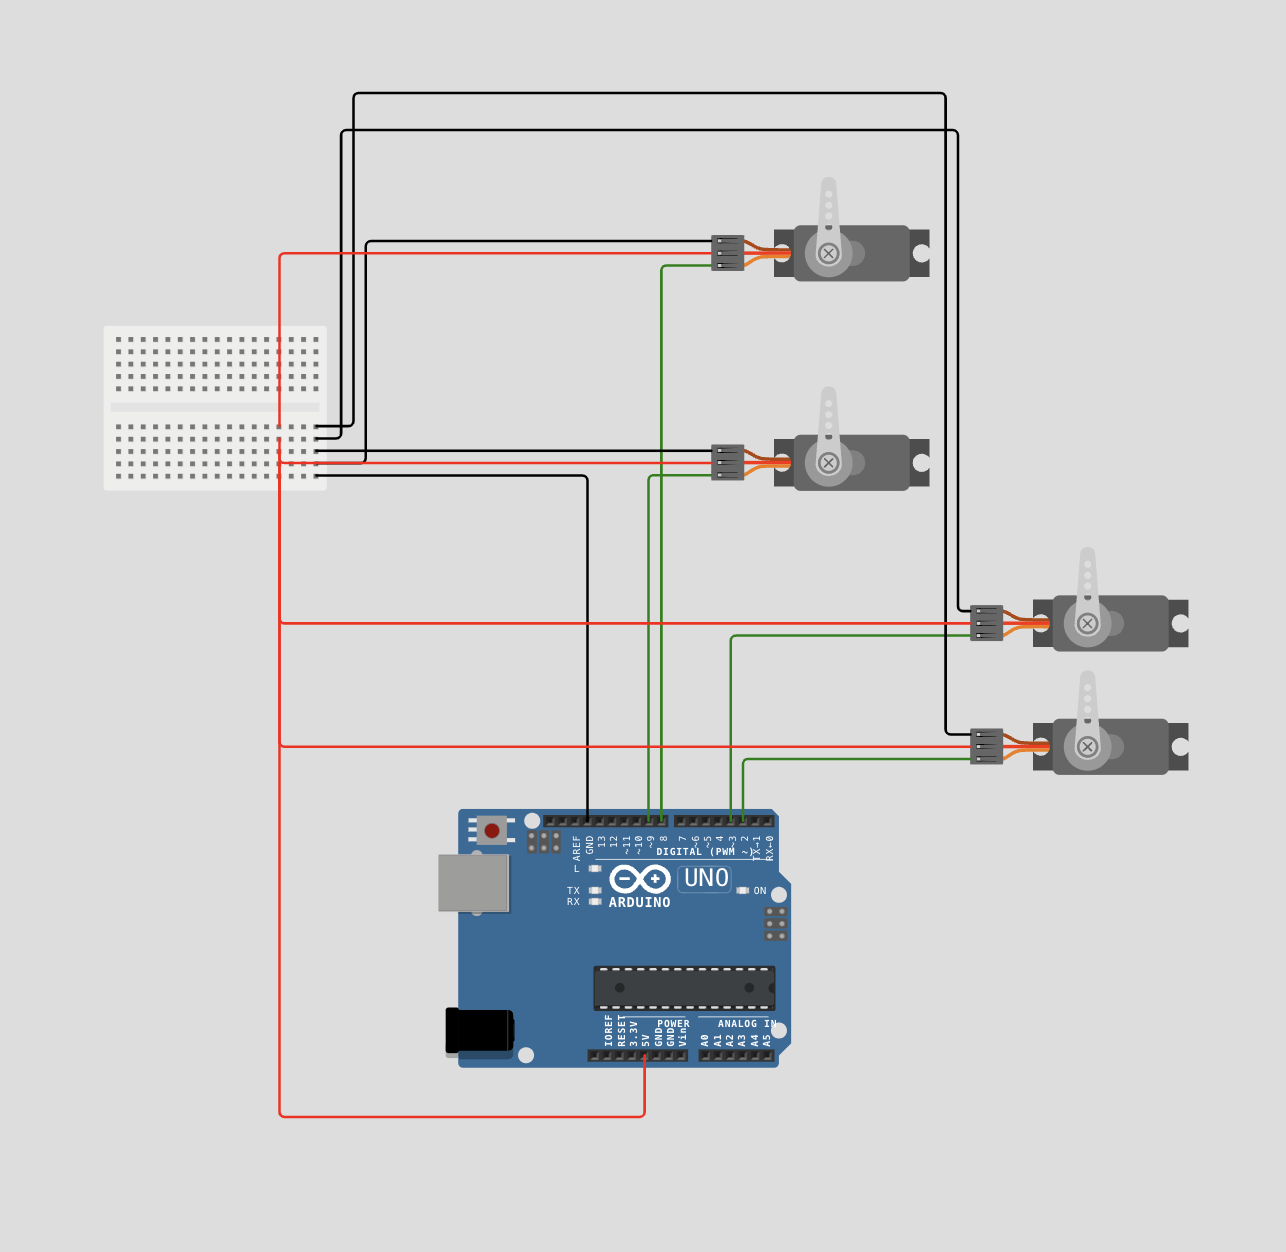 AREF
GND
13
12
~11
~10
~9
8
7
~6
~5
4
~3
2
TX→1
RX←0
DIGITAL (PWM ~)
L
TX
RX
ARDUINO
UNO
ON
IOREF
RESET
3.3V
5V
GND
GND
Vin
POWER
ANALOG IN
A0
A1
A2
A3
A4
A5